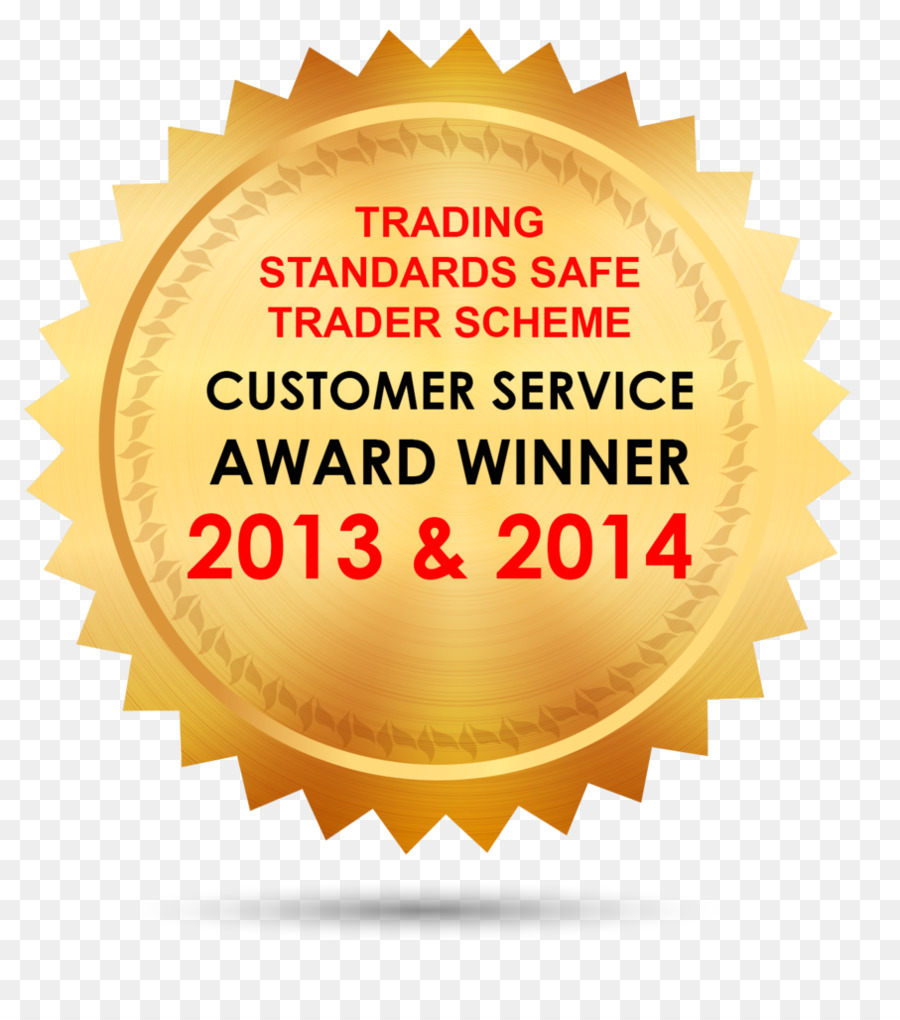 TRADING
STANDARDS SAFE
TRADER SCHEME
CUSTOMER SERVICE
AWARD WINNER
2013 & 2014